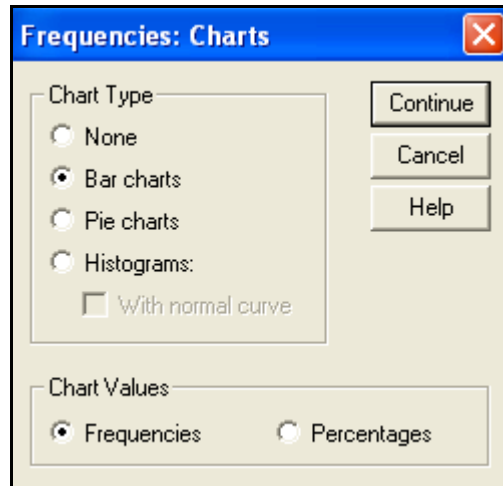 Frequencies: Charts
Chart Type
None
Bar charts
Pie charts
Histograms:
With normal curve
Continue
Cancel
Help
Chart Values
Frequencies
Percentages